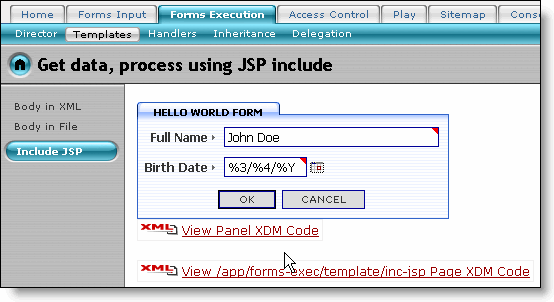 Home Forms Input Forms Execution Access Control Play Sitemap
Director Templates Handlers Inheritance Delegation
Get data, process using JSP include
Body in XML
Body in File
Include JSP
HELLO WORLD FORM
Full Name John Doe
Birth Date %3/%4/%Y
OK CANCEL
XML View Panel XDM Code
XML View /app/forms-exec/template/inc-jsp Page XDM Code